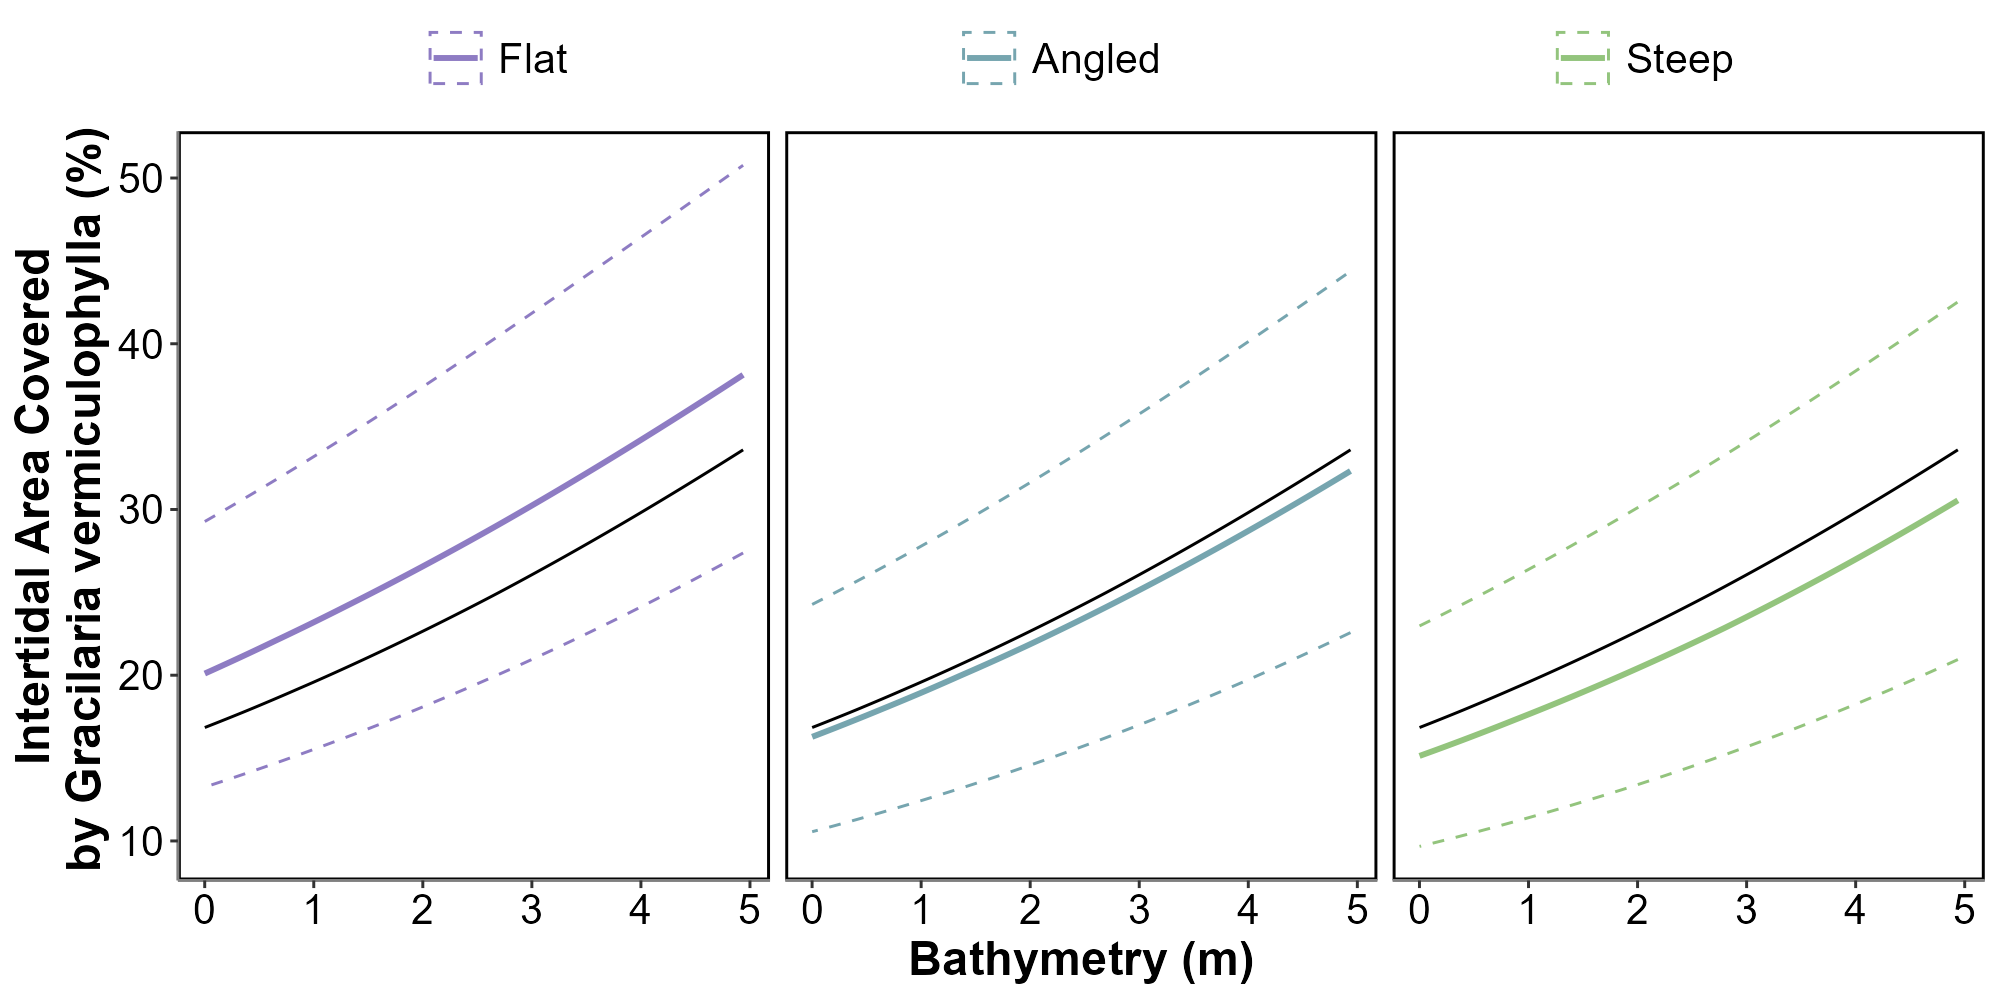 Flat
Angled
Steep
Intertidal Area Covered
by Gracilaria vermiculophylla (%)
50
40
30
20
10
0 1 2 3 4 5
0 1 2 3 4 5
0 1 2 3 4 5
Bathymetry (m)